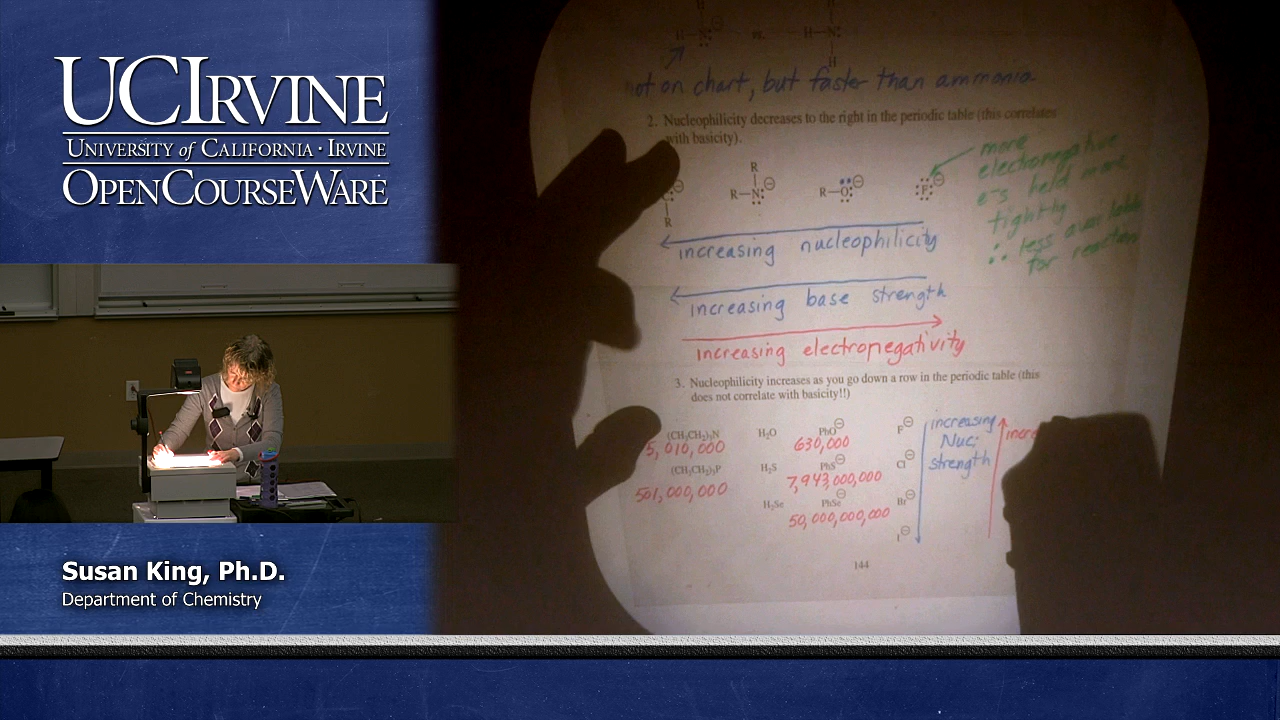 UCIRVINE
UNIVERSITY of CALIFORNIA · IRVINE
OPENCOURSEWARE
Susan King, Ph.D.
Department of Chemistry
H
H—N: vs. H—N:
H
not on chart, but faster than ammonia
2. Nucleophilicity decreases to the right in the periodic table (this correlates
with basicity).
more
electronegative
e-s held more
tightly
∴ less available
for reaction
R
R—N: R—O: :F:
R
increasing nucleophilicity
increasing base strength
increasing electronegativity
3. Nucleophilicity increases as you go down a row in the periodic table (this
does not correlate with basicity!!)
(CH₃CH₂)₃N H₂O PhO⊖ F⊖
5,010,000 630,000
(CH₃CH₂)₃P H₂S PhS⊖ Cl⊖
501,000,000 7,943,000,000
H₂Se PhSe⊖ Br⊖
50,000,000,000
I⊖
increasing
Nuc.
strength
incre
144